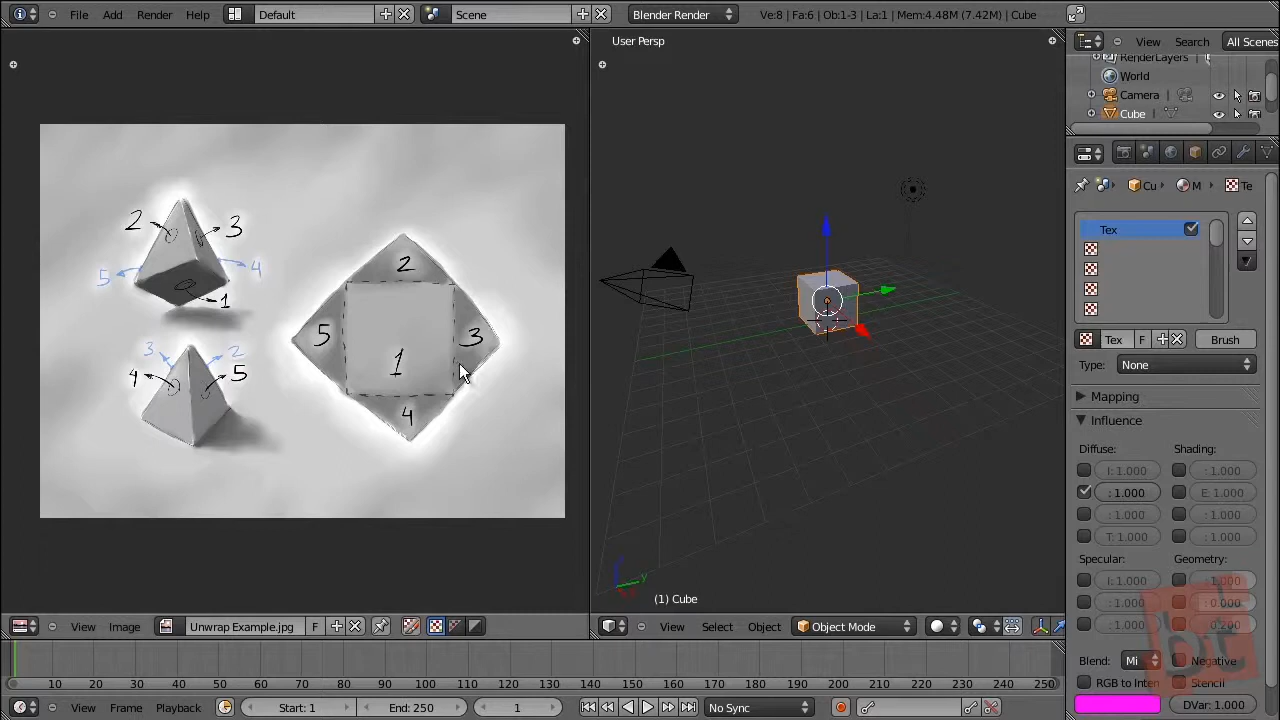 File Add Render Help Default Scene Blender Render Ve:8 | Fa:6 | Ob:1-3 | La:1 | Mem:4.48M (7.42M) | Cube
User Persp
View Search All Scenes
RenderLayers
World
Camera
Cube
2 3
5 4
1
3 2
4 5
2
5 3
1
4
Cu M Te
Tex
Tex F Brush
Type: None
Mapping
Influence
Diffuse: Shading:
I: 1.000 : 1.000
: 1.000 E: 1.000
: 1.000 : 1.000
T: 1.000 : 1.000
Specular: Geometry:
I: 1.000 : 1.000
: 1.000 : 0.000
: 1.000 0.200
Blend: Mi Negative
RGB to Inten Stencil
DVar: 1.000
y
(1) Cube
View Image Unwrap Example.jpg F
View Select Object Object Mode
10 20 30 40 50 60 70 80 90 100 110 120 130 140 150 160 170 180 190 200 210 220 230 240 250
View Frame Playback Start: 1 End: 250 1 No Sync